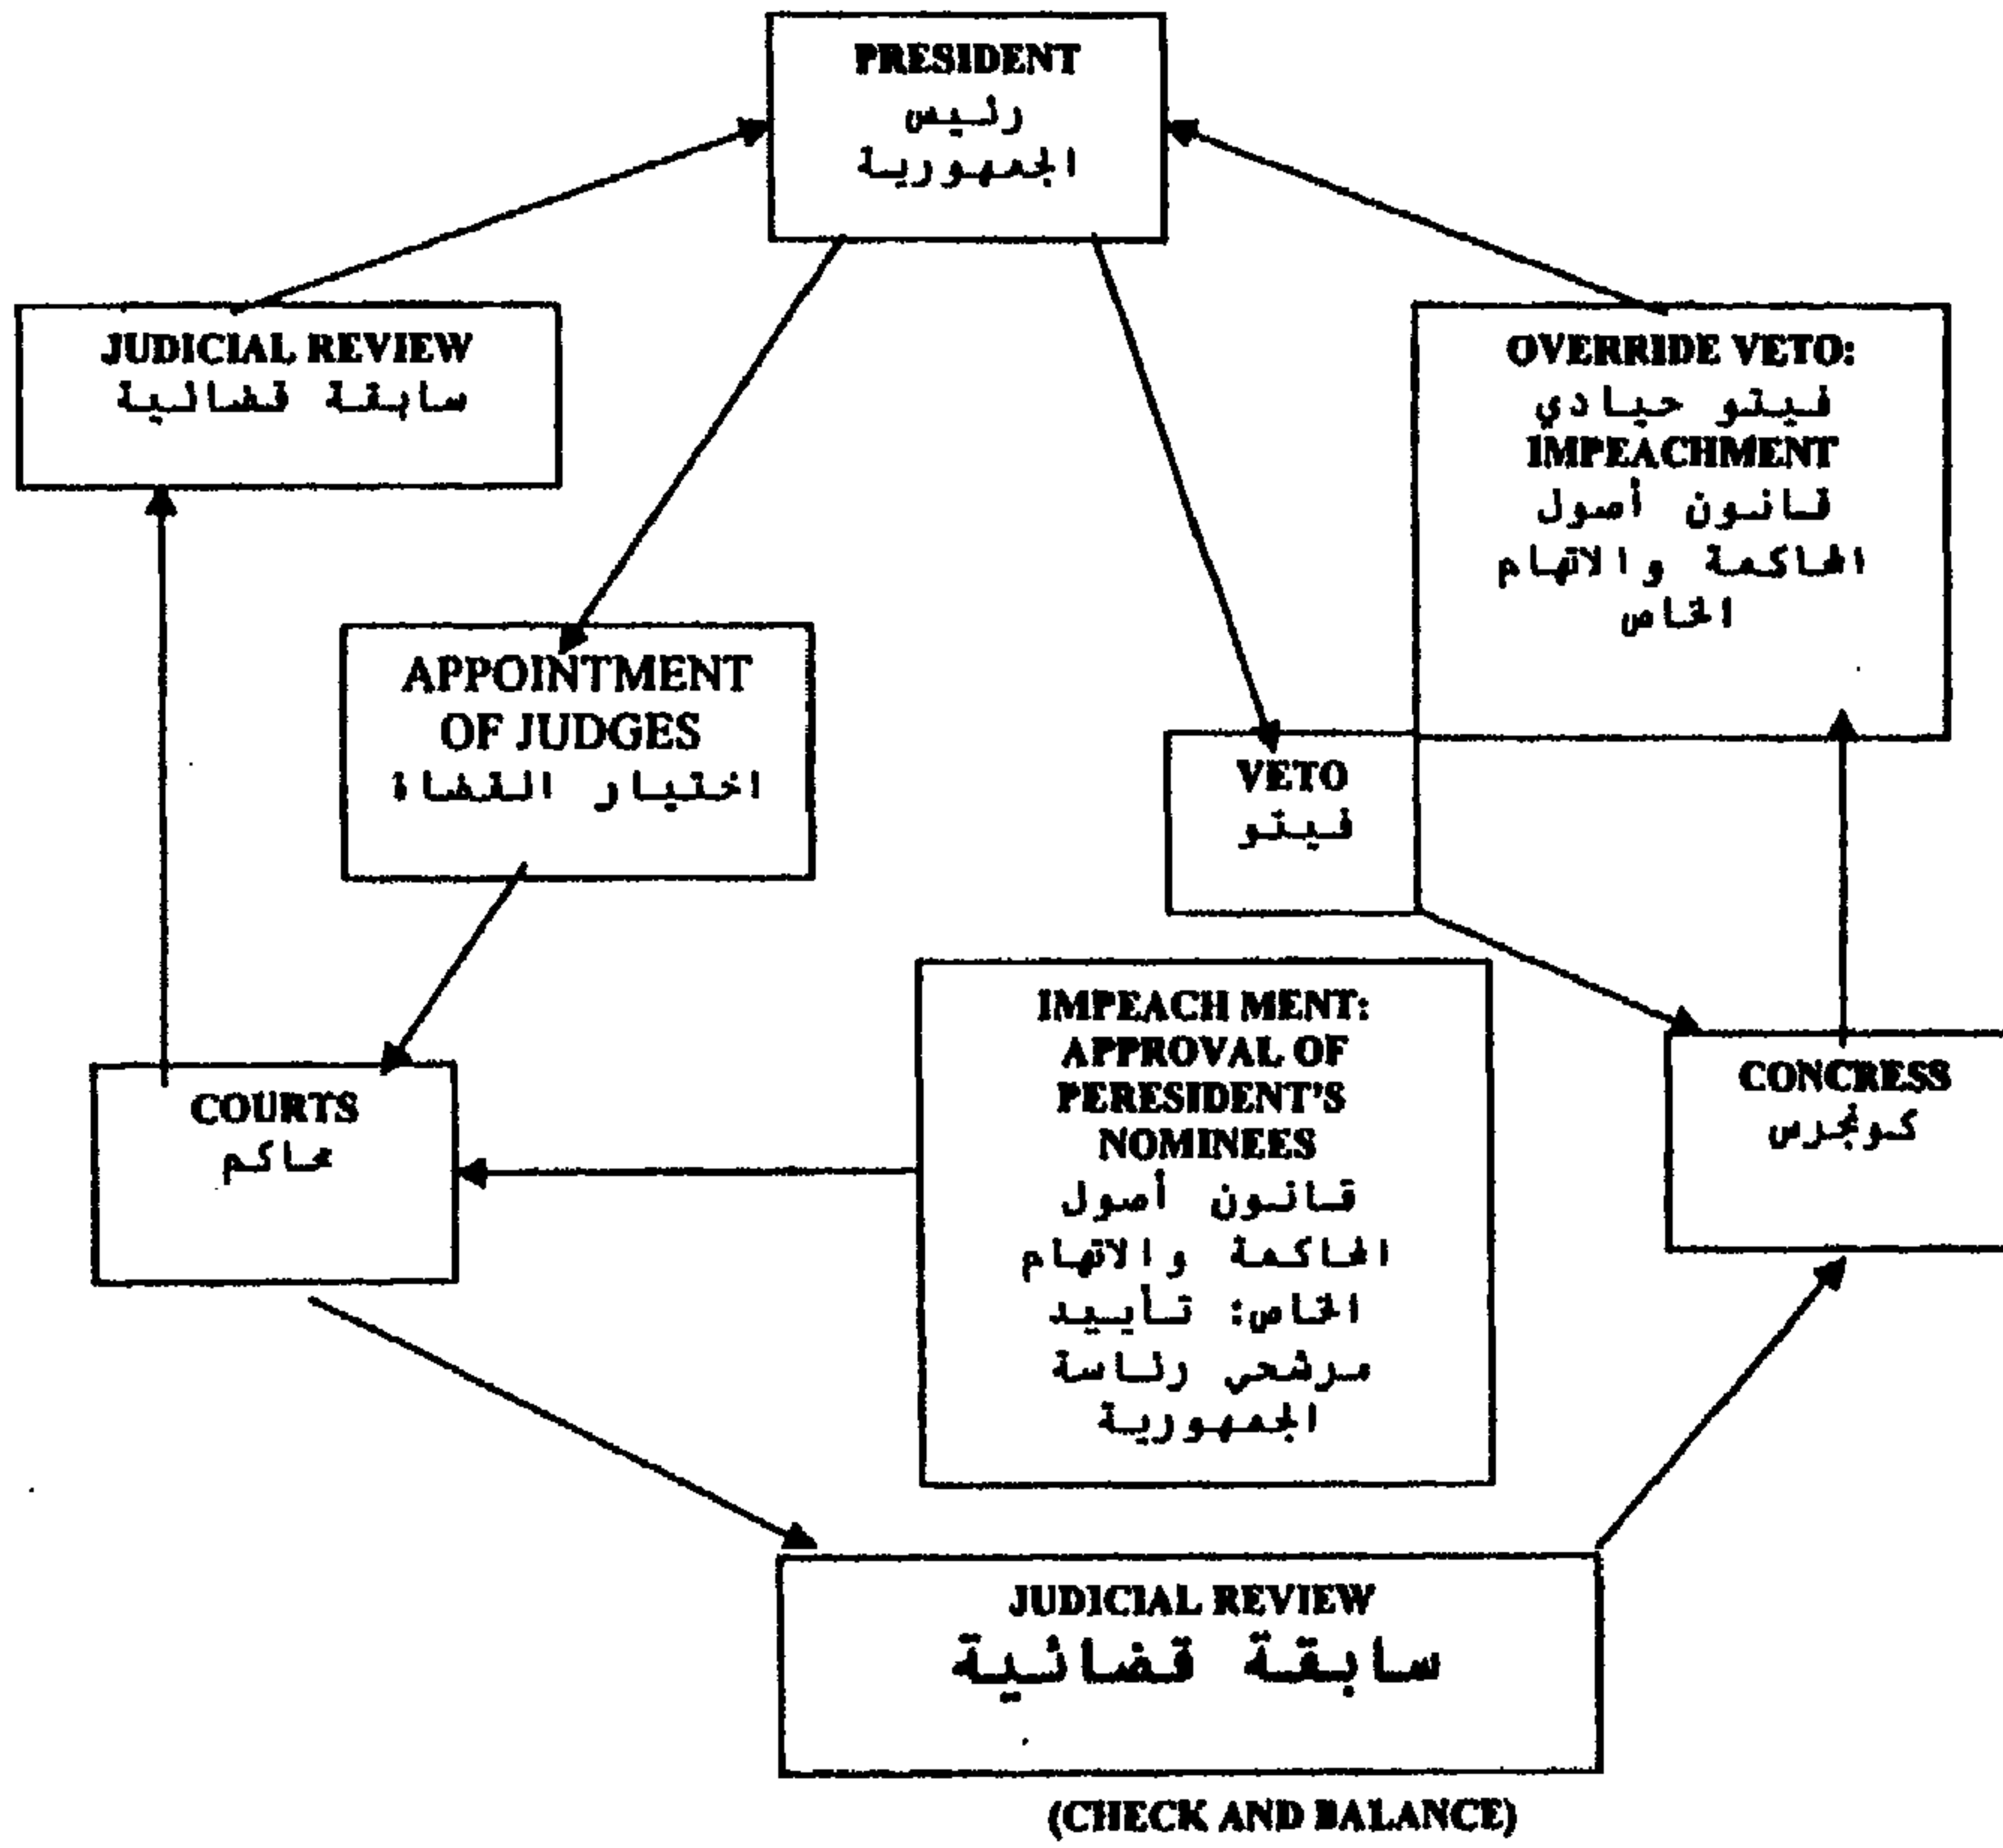 PRESIDENT
رئيس
الجمهورية
JUDICIAL REVIEW
سابقة قضائية
OVERRIDE VETO:
فيتو حيادي
IMPEACHMENT
قانون أصول
المحاكمة والاتهام
الخاص
APPOINTMENT
OF JUDGES
اختيار القضاة
VETO
فيتو
IMPEACH MENT:
APPROVAL OF
PERESIDENT'S
NOMINEES
قانون أصول
المحاكمة والاتهام
الخاص: تأييد
مرشحي رئاسة
الجمهورية
COURTS
محاكم
CONCRESS
كونجرس
JUDICIAL REVIEW
سابقة قضائية
(CHECK AND BALANCE)